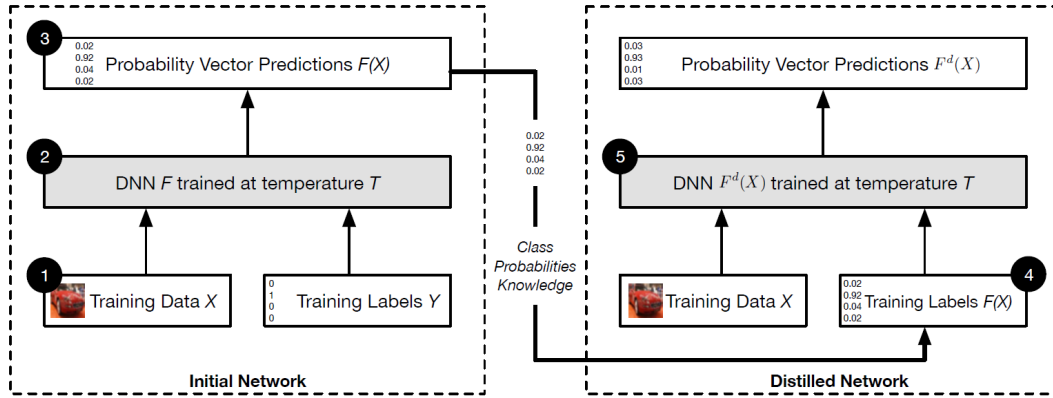 3
0.02
0.92
0.04
0.02
Probability Vector Predictions F(X)
2
DNN F trained at temperature T
1
Training Data X
0
1
0
0
Training Labels Y
Initial Network
0.02
0.92
0.04
0.02
Class
Probabilities
Knowledge
0.03
0.93
0.01
0.03
Probability Vector Predictions F^d(X)
5
DNN F^d(X) trained at temperature T
Training Data X
4
0.02
0.92
0.04
0.02
Training Labels F(X)
Distilled Network